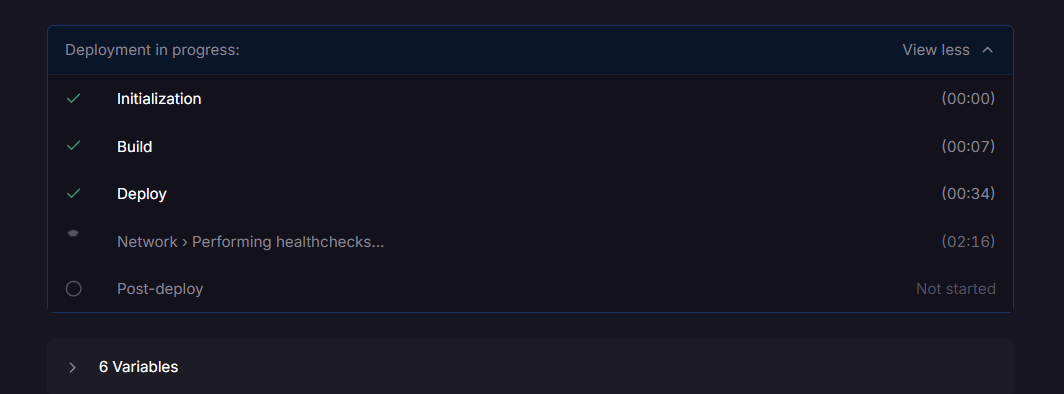 Deployment in progress: View less
Initialization (00:00)
Build (00:07)
Deploy (00:34)
Network › Performing healthchecks... (02:16)
Post-deploy Not started
6 Variables